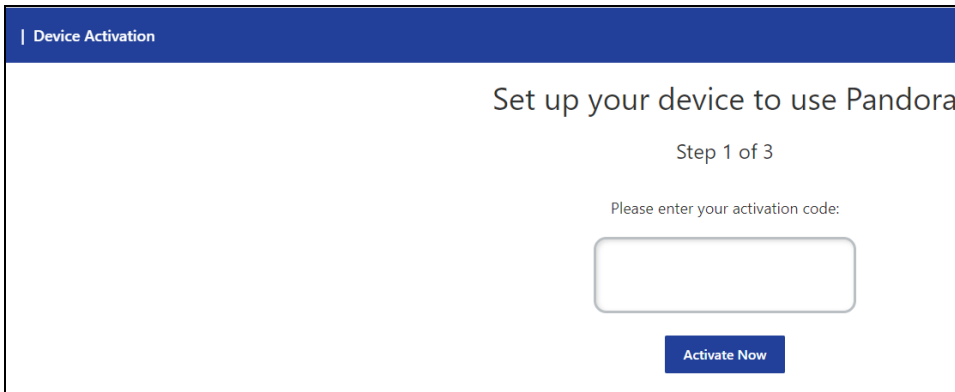 | Device Activation
Set up your device to use Pandora
Step 1 of 3
Please enter your activation code:
Activate Now